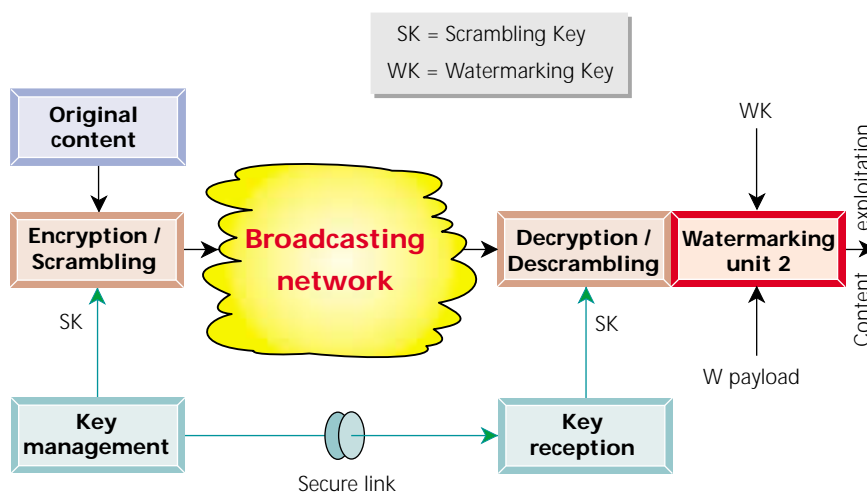 SK = Scrambling Key
WK = Watermarking Key
Original
content
WK
Encryption /
Scrambling
Broadcasting
network
Decryption /
Descrambling
Watermarking
unit 2
Content exploitation
SK
SK
W payload
Key
management
Key
reception
Secure link